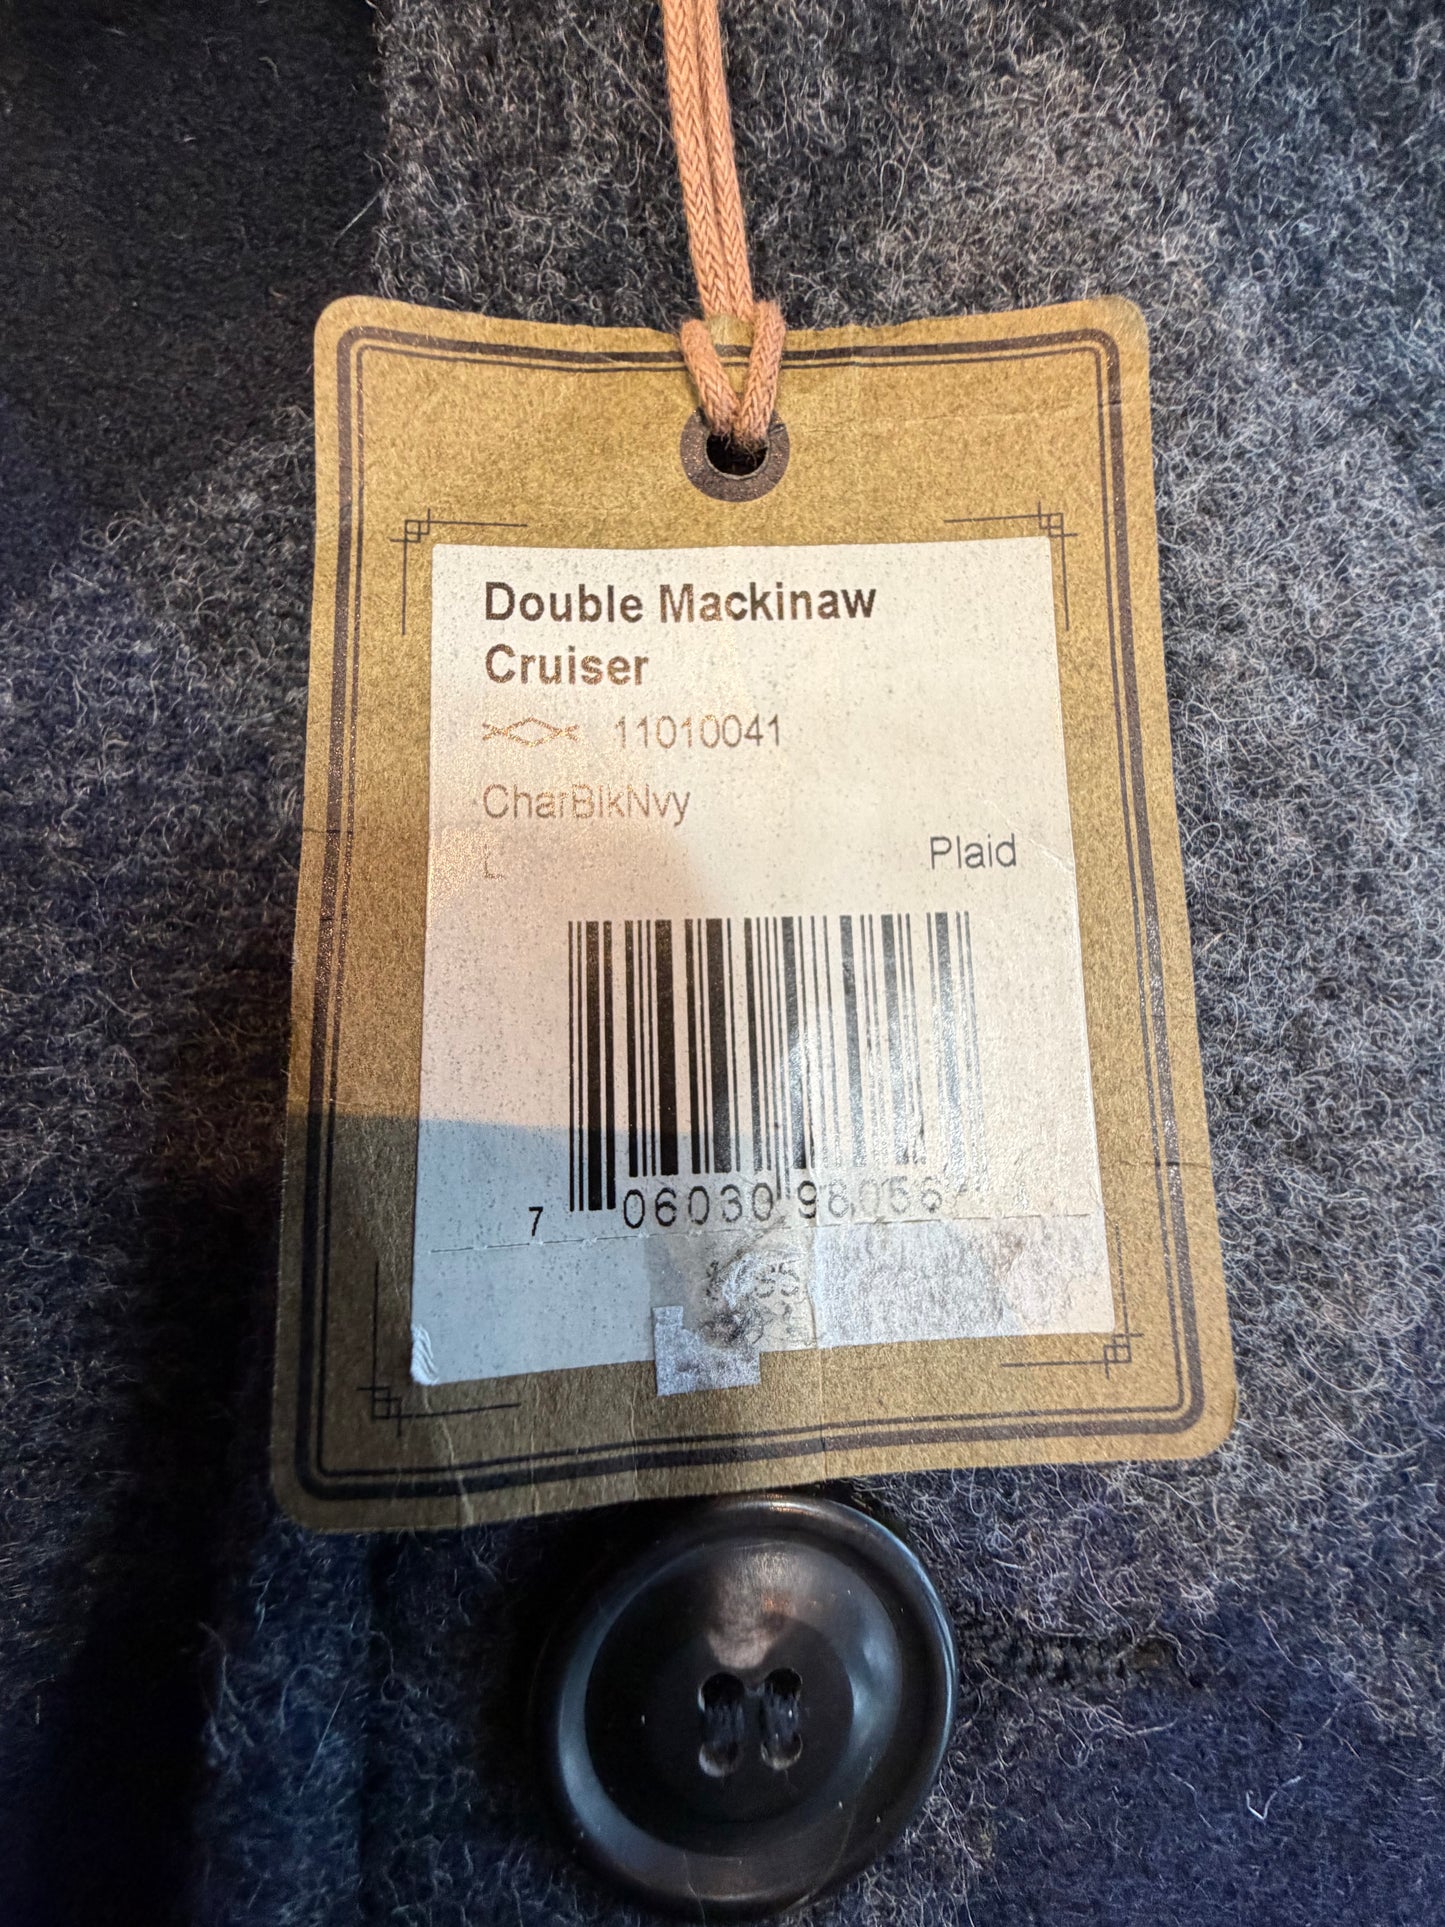 Double Mackinaw
Cruiser
11010041
CharBlkNvy
L Plaid
7 06030 98056